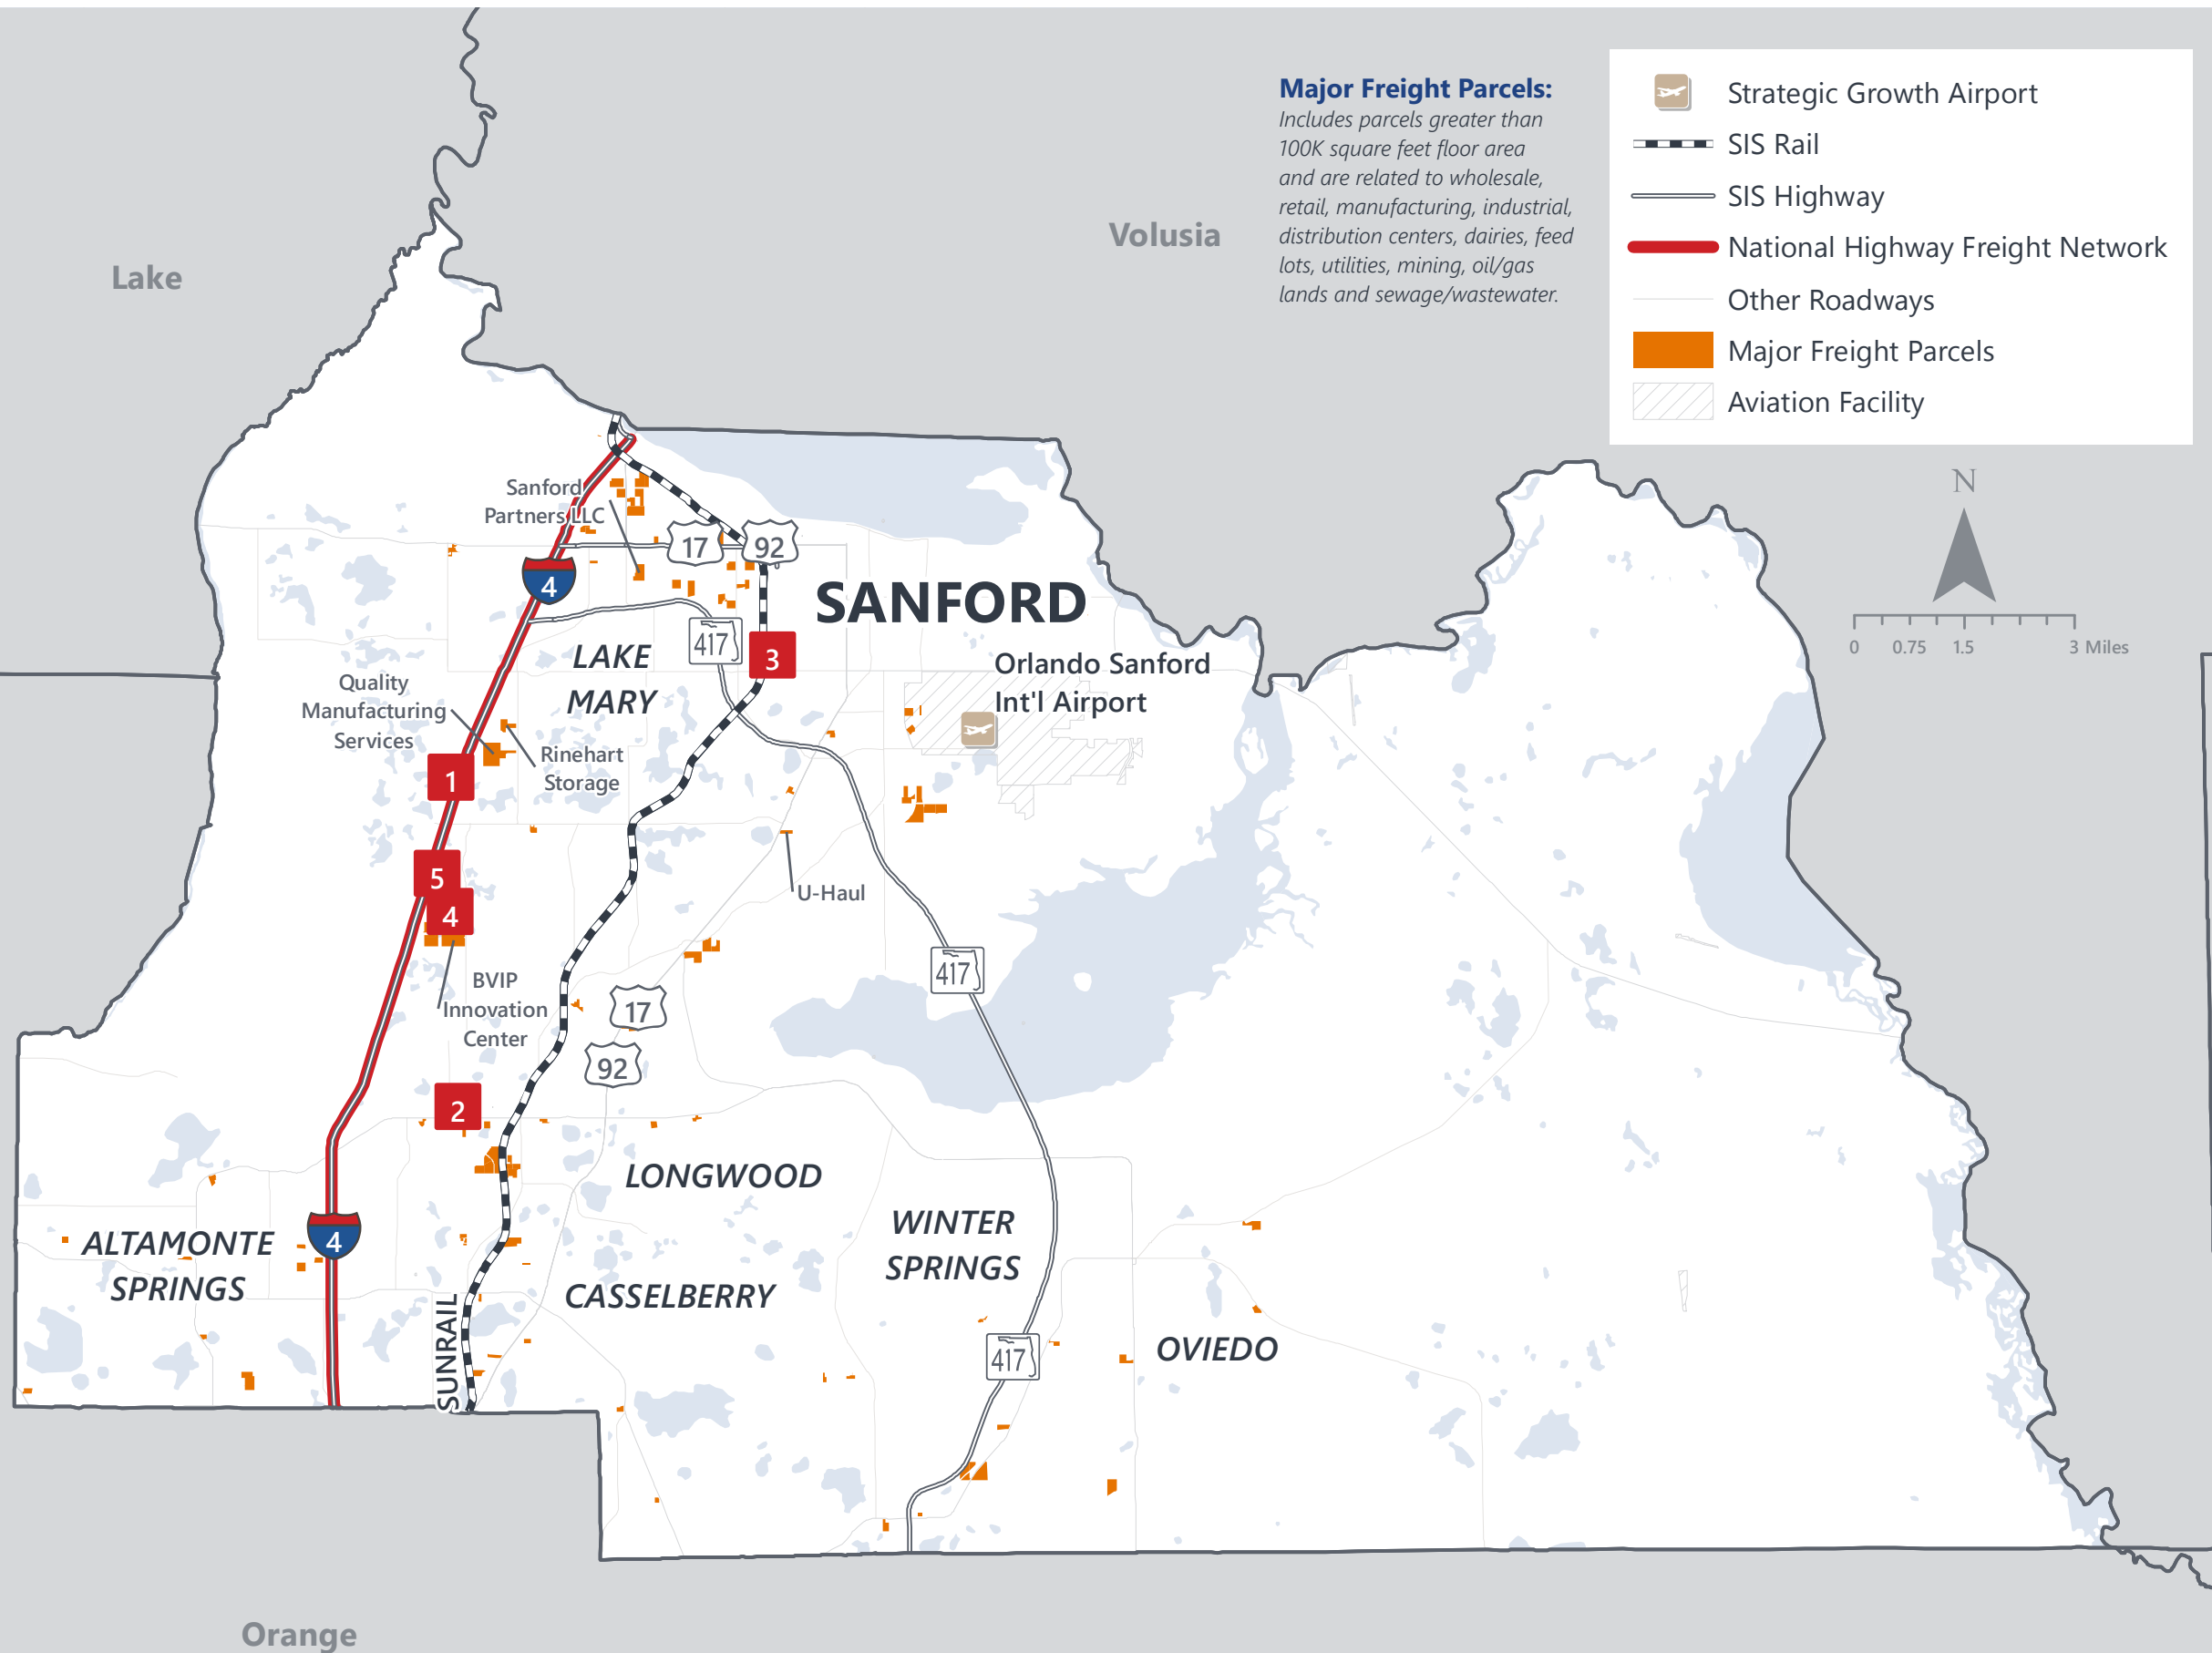 Major Freight Parcels:
Includes parcels greater than
100K square feet floor area
and are related to wholesale,
retail, manufacturing, industrial,
distribution centers, dairies, feed
lots, utilities, mining, oil/gas
lands and sewage/wastewater.
Strategic Growth Airport
SIS Rail
SIS Highway
National Highway Freight Network
Other Roadways
Major Freight Parcels
Aviation Facility
N
0 0.75 1.5 3 Miles
Lake
Volusia
Sanford
Partners LLC
17
92
4
SANFORD
417
3
LAKE
MARY
Orlando Sanford
Int'l Airport
Quality
Manufacturing
Services
Rinehart
Storage
1
5
4
U-Haul
417
BVIP
Innovation
Center
17
92
2
LONGWOOD
ALTAMONTE
SPRINGS
4
WINTER
SPRINGS
CASSELBERRY
SUNRAIL
417
OVIEDO
Orange